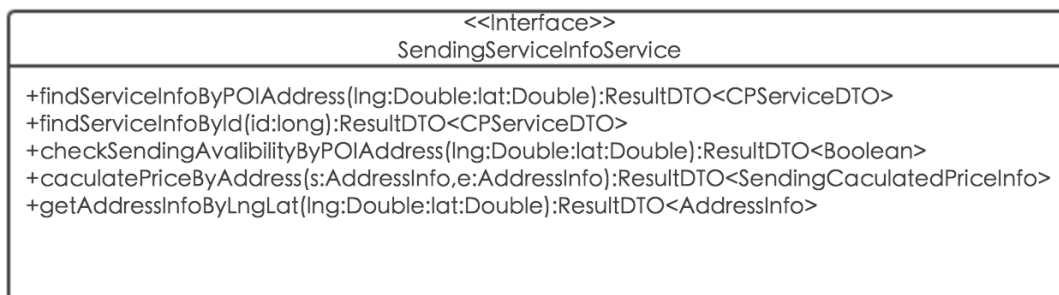 <<Interface>>
SendingServiceInfoService
+findServiceInfoByPOIAddress(lng:Double:lat:Double):ResultDTO<CPServiceDTO>
+findServiceInfoById(id:long):ResultDTO<CPServiceDTO>
+checkSendingAvalibilityByPOIAddress(lng:Double:lat:Double):ResultDTO<Boolean>
+caculatePriceByAddress(s:AddressInfo,e:AddressInfo):ResultDTO<SendingCaculatedPriceInfo>
+getAddressInfoByLngLat(lng:Double:lat:Double):ResultDTO<AddressInfo>